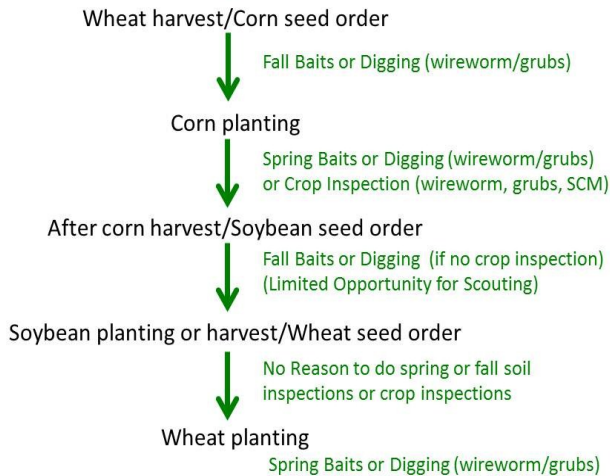 Wheat harvest/Corn seed order
Fall Baits or Digging (wireworm/grubs)
Corn planting
Spring Baits or Digging (wireworm/grubs)
or Crop Inspection (wireworm, grubs, SCM)
After corn harvest/Soybean seed order
Fall Baits or Digging (if no crop inspection)
(Limited Opportunity for Scouting)
Soybean planting or harvest/Wheat seed order
No Reason to do spring or fall soil
inspections or crop inspections
Wheat planting
Spring Baits or Digging (wireworm/grubs)